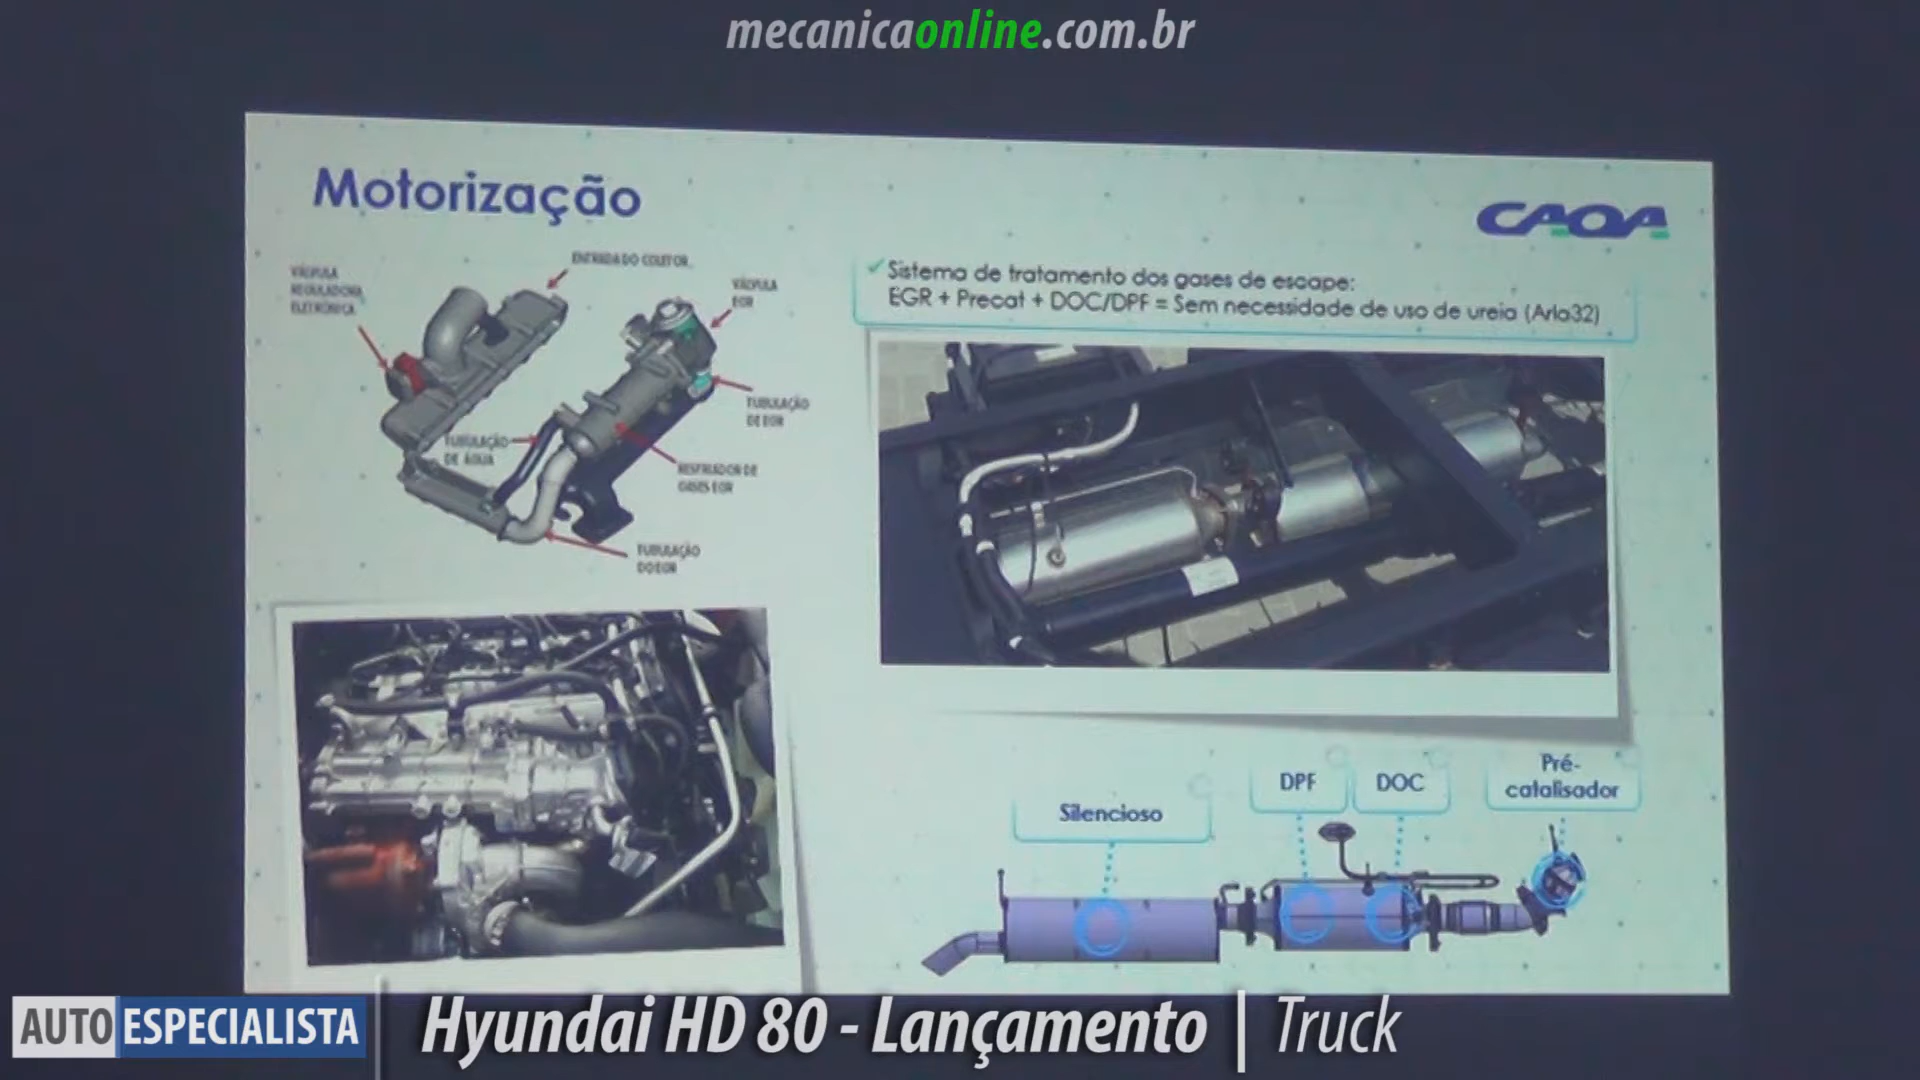 mecanicaonline.com.br
Motorização
CAOA
VÁLVULA
REGULADORA
ELETRÔNICA
ENTRADA DO COLETOR
VÁLVULA
EGR
TUBULAÇÃO
DE EGR
TUBULAÇÃO
DE ÁGUA
RESFRIADOR DE
GASES EGR
TUBULAÇÃO
DO EGR
Sistema de tratamento dos gases de escape:
EGR + Precat + DOC/DPF = Sem necessidade de uso de ureia (Arla32)
Silencioso
DPF
DOC
Pré-
catalisador
AUTOESPECIALISTA
Hyundai HD 80 - Lançamento | Truck